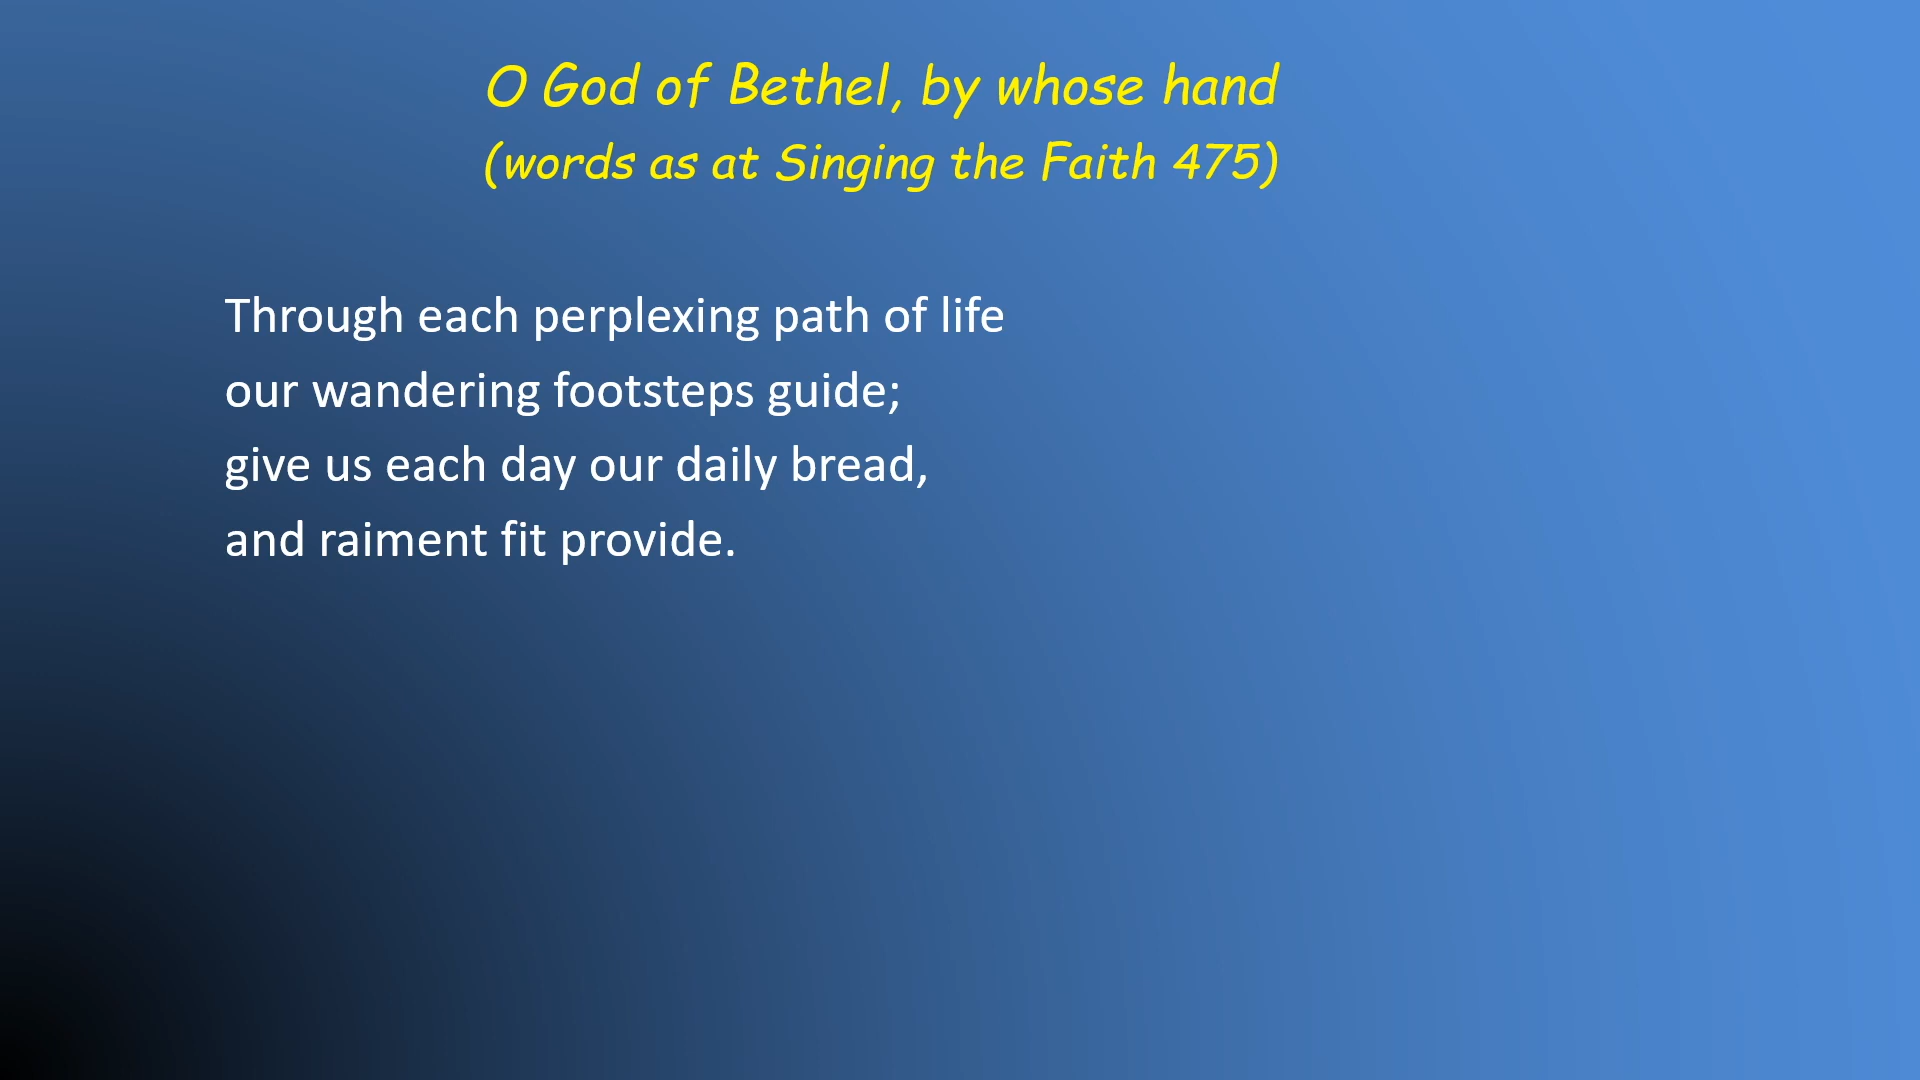 O God of Bethel, by whose hand
(words as at Singing the Faith 475)
Through each perplexing path of life
our wandering footsteps guide;
give us each day our daily bread,
and raiment fit provide.